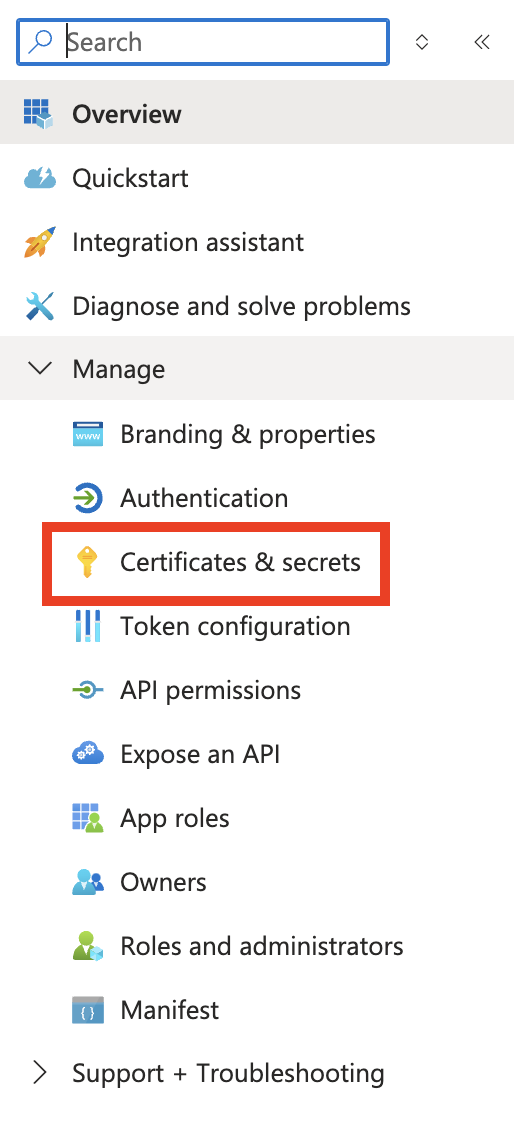 Search
Overview
Quickstart
Integration assistant
Diagnose and solve problems
Manage
www
Branding & properties
Authentication
Certificates & secrets
Token configuration
API permissions
Expose an API
App roles
Owners
Roles and administrators
{ }
Manifest
Support + Troubleshooting